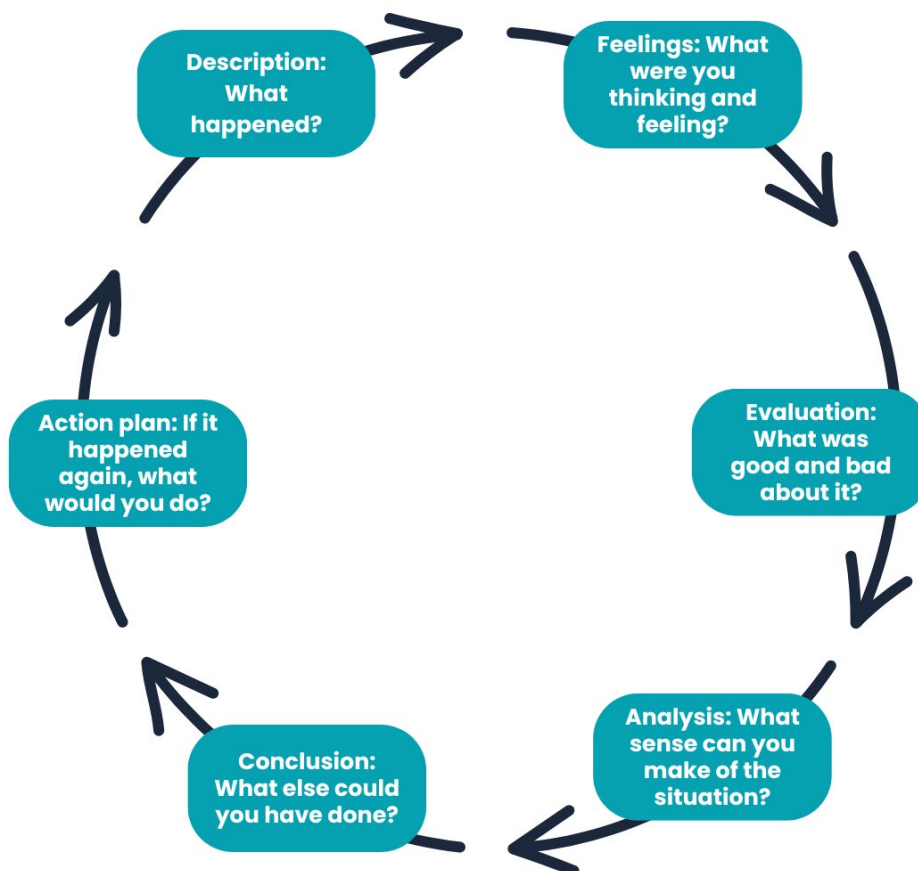 Description:
What
happened?
Feelings: What
were you
thinking and
feeling?
Evaluation:
What was
good and bad
about it?
Analysis: What
sense can you
make of the
situation?
Conclusion:
What else could
you have done?
Action plan: If it
happened
again, what
would you do?